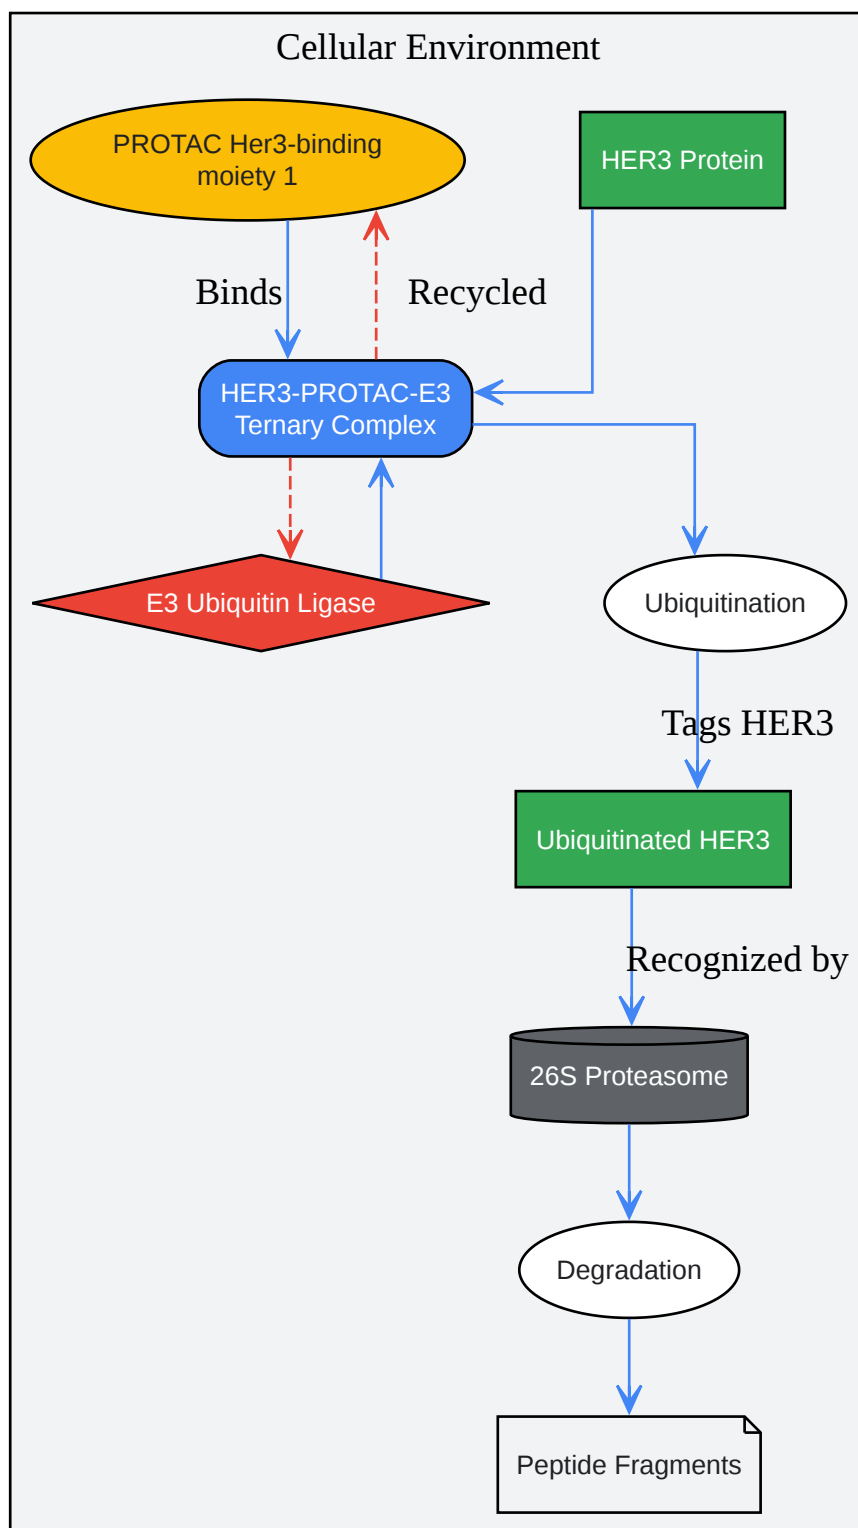 Cellular Environment
PROTAC Her3-binding
moiety 1
HER3 Protein
Binds
Recycled
HER3-PROTAC-E3
Ternary Complex
E3 Ubiquitin Ligase
Ubiquitination
Tags HER3
Ubiquitinated HER3
Recognized by
26S Proteasome
Degradation
Peptide Fragments